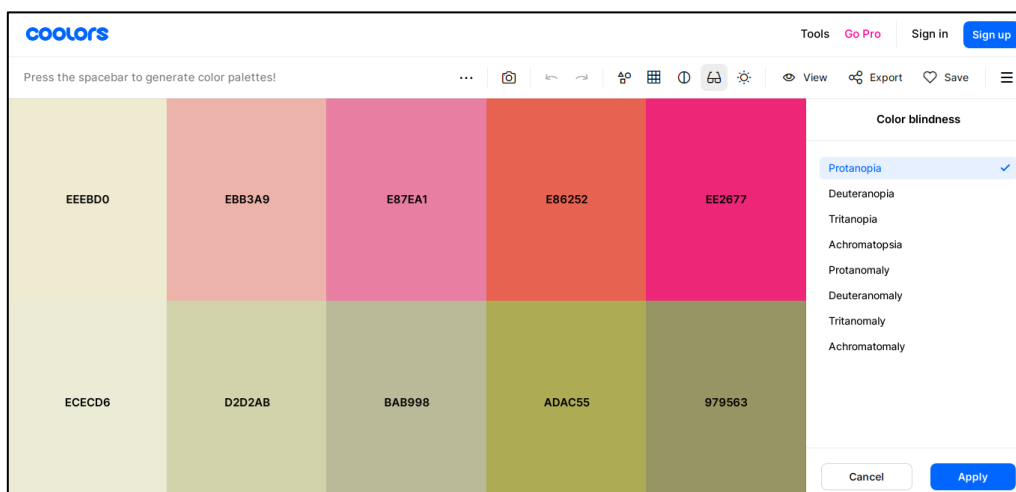 coolors
Tools Go Pro Sign in Sign up
Press the spacebar to generate color palettes!
... View Export Save
Color blindness
Protanopia
Deuteranopia
Tritanopia
Achromatopsia
Protanomaly
Deuteranomaly
Tritanomaly
Achromatomaly
EEEBD0 EBB3A9 E87EA1 E86252 EE2677
ECECD6 D2D2AB BAB998 ADAC55 979563
Cancel Apply